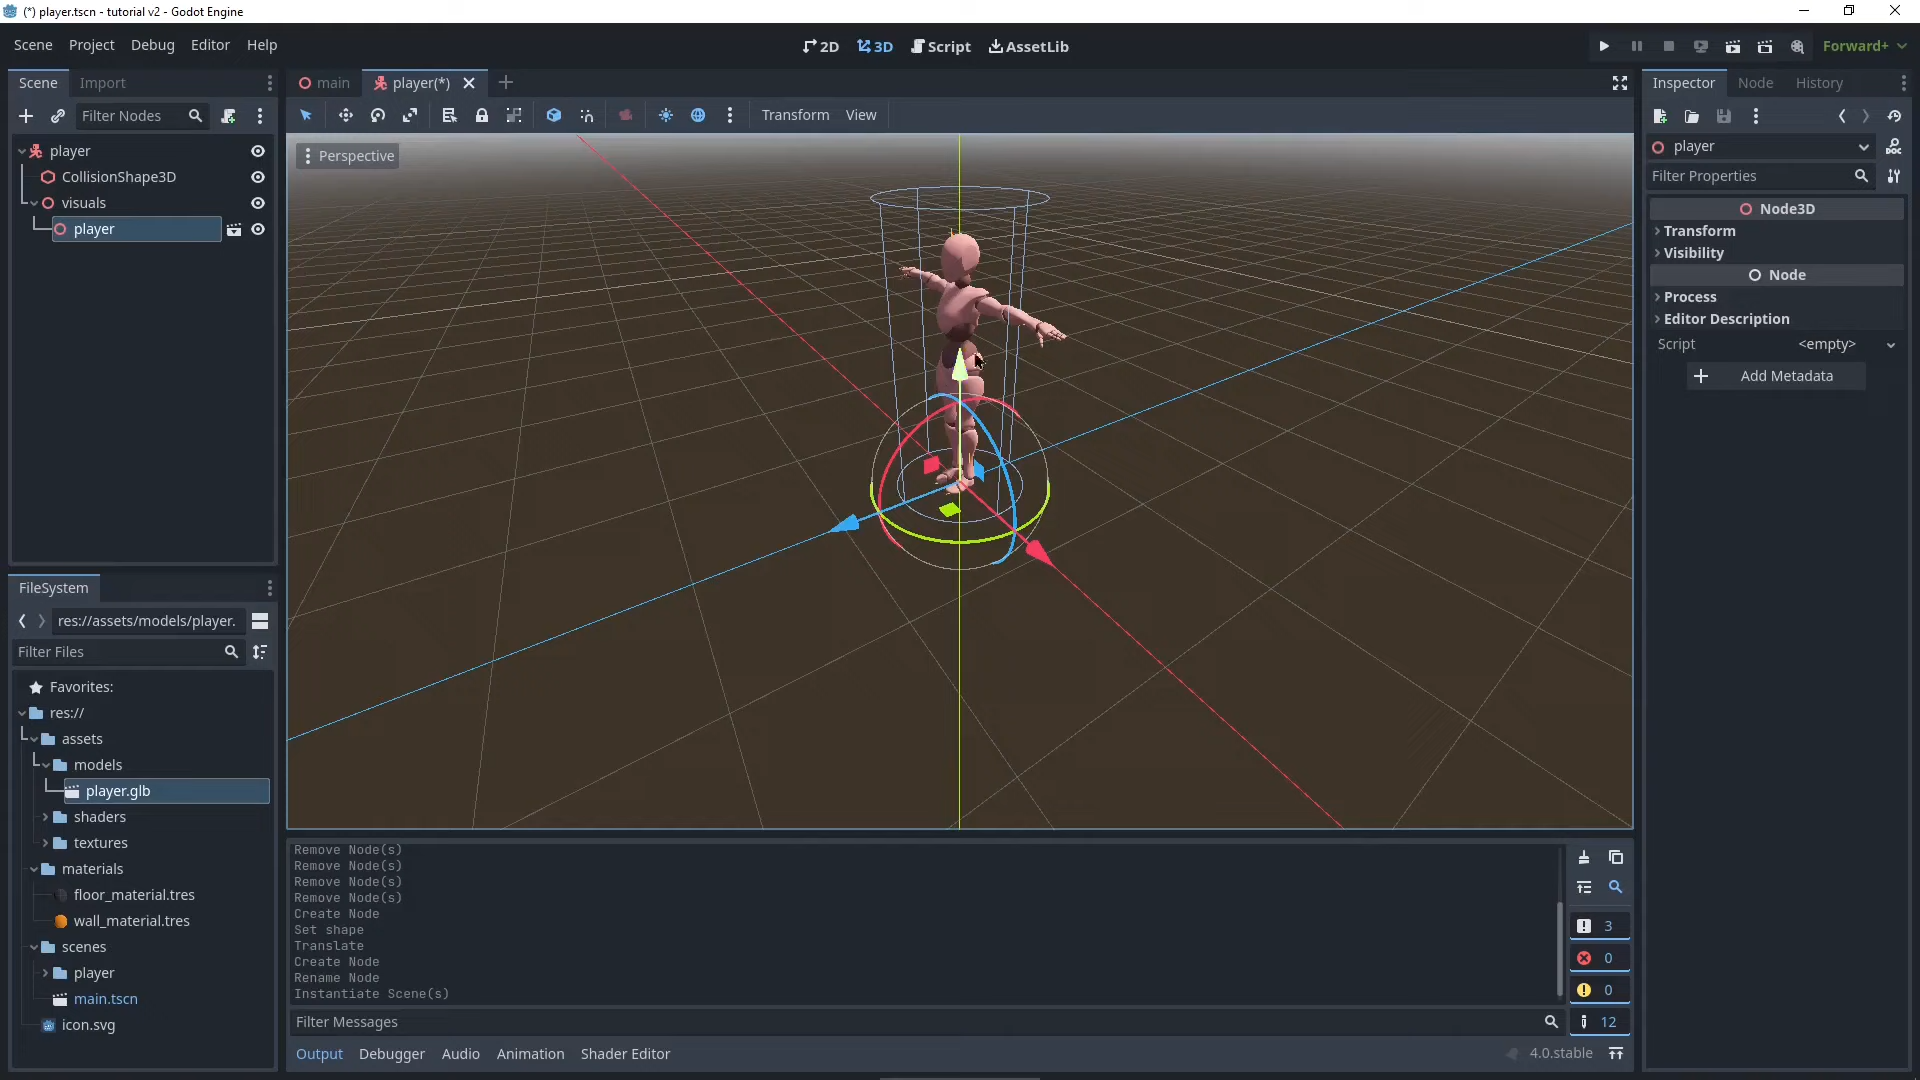 (*) player.tscn - tutorial v2 - Godot Engine
Scene Project Debug Editor Help
2D 3D Script AssetLib
Forward+
Scene Import
main player(*)
Inspector Node History
Filter Nodes
Transform View
player
CollisionShape3D
visuals
player
Perspective
player
Filter Properties
Node3D
Transform
Visibility
Node
Process
Editor Description
Script <empty>
Add Metadata
FileSystem
res://assets/models/player.
Filter Files
Favorites:
res://
assets
models
player.glb
shaders
textures
materials
floor_material.tres
wall_material.tres
scenes
player
main.tscn
icon.svg
Remove Node(s)
Remove Node(s)
Remove Node(s)
Remove Node(s)
Create Node
Set shape
Translate
Create Node
Rename Node
Instantiate Scene(s)
3
0
0
12
Filter Messages
Output Debugger Audio Animation Shader Editor
4.0.stable